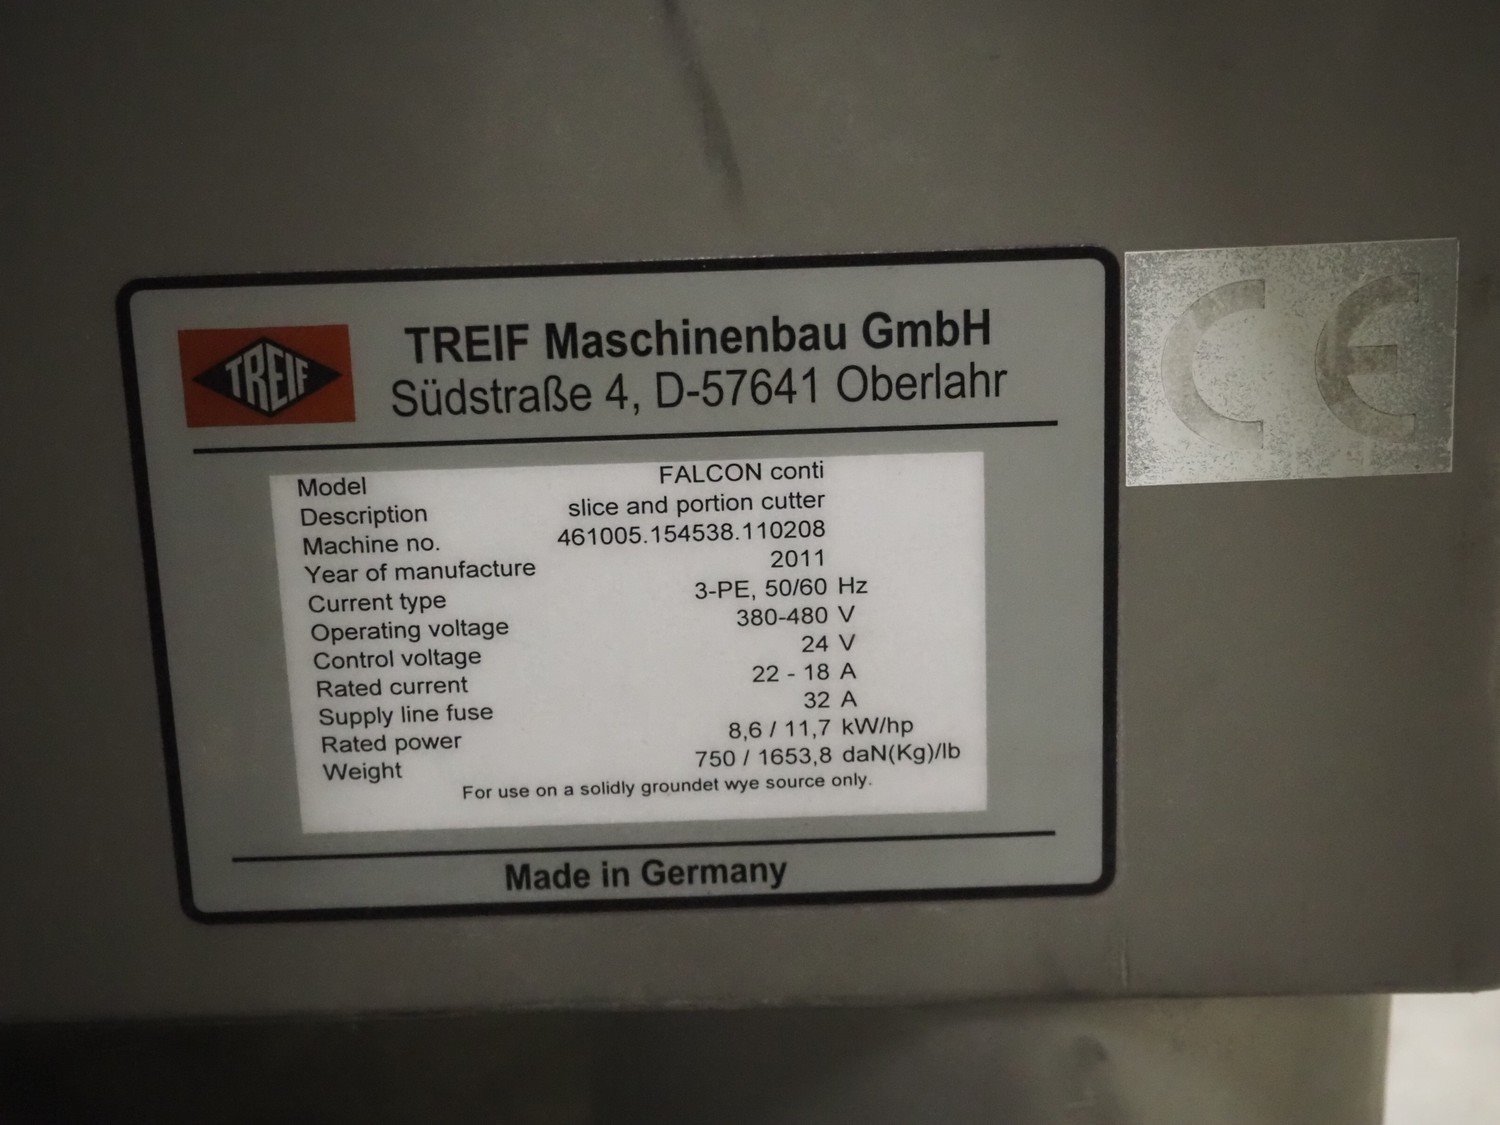 TREIF
TREIF Maschinenbau GmbH
Südstraße 4, D-57641 Oberlahr
Model FALCON conti
Description slice and portion cutter
Machine no. 461005.154538.110208
Year of manufacture 2011
Current type 3-PE, 50/60 Hz
Operating voltage 380-480 V
Control voltage 24 V
Rated current 22 - 18 A
Supply line fuse 32 A
Rated power 8,6 / 11,7 kW/hp
Weight 750 / 1653,8 daN(Kg)/lb
For use on a solidly groundet wye source only.
Made in Germany
CE